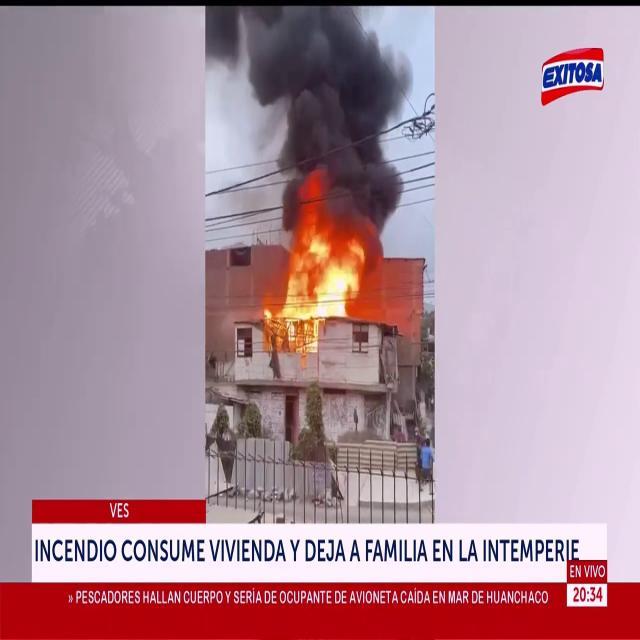 EXITOSA
VES
INCENDIO CONSUME VIVIENDA Y DEJA A FAMILIA EN LA INTEMPERIE
EN VIVO
» PESCADORES HALLAN CUERPO Y SERÍA DE OCUPANTE DE AVIONETA CAÍDA EN MAR DE HUANCHACO
20:34